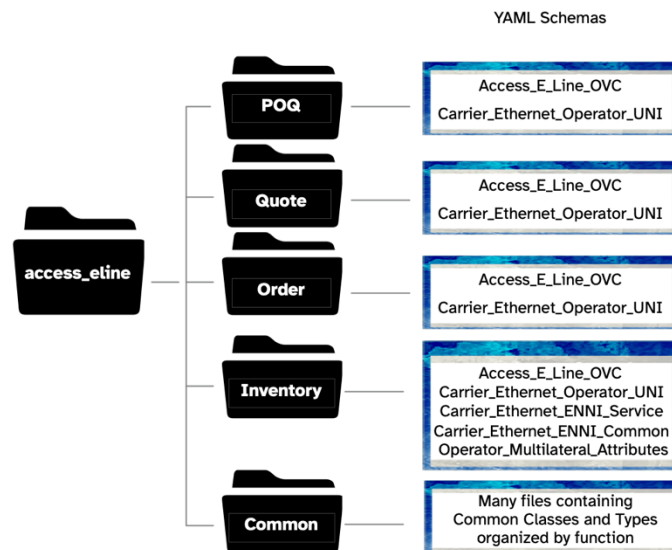 YAML Schemas
access_eline
POQ
Access_E_Line_OVC
Carrier_Ethernet_Operator_UNI
Quote
Access_E_Line_OVC
Carrier_Ethernet_Operator_UNI
Order
Access_E_Line_OVC
Carrier_Ethernet_Operator_UNI
Inventory
Access_E_Line_OVC
Carrier_Ethernet_Operator_UNI
Carrier_Ethernet_ENNI_Service
Carrier_Ethernet_ENNI_Common
Operator_Multilateral_Attributes
Common
Many files containing
Common Classes and Types
organized by function